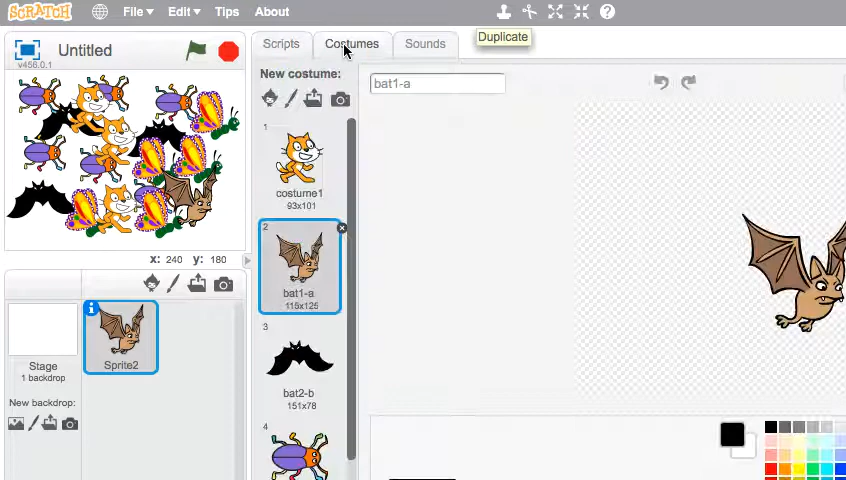 SCRATCH File Edit Tips About
Duplicate
Untitled
v456.0.1
Scripts Costumes Sounds
New costume:
bat1-a
1
costume1
93x101
2
bat1-a
115x125
3
bat2-b
151x78
4
x: 240 y: 180
Sprite2
Stage
1 backdrop
New backdrop: